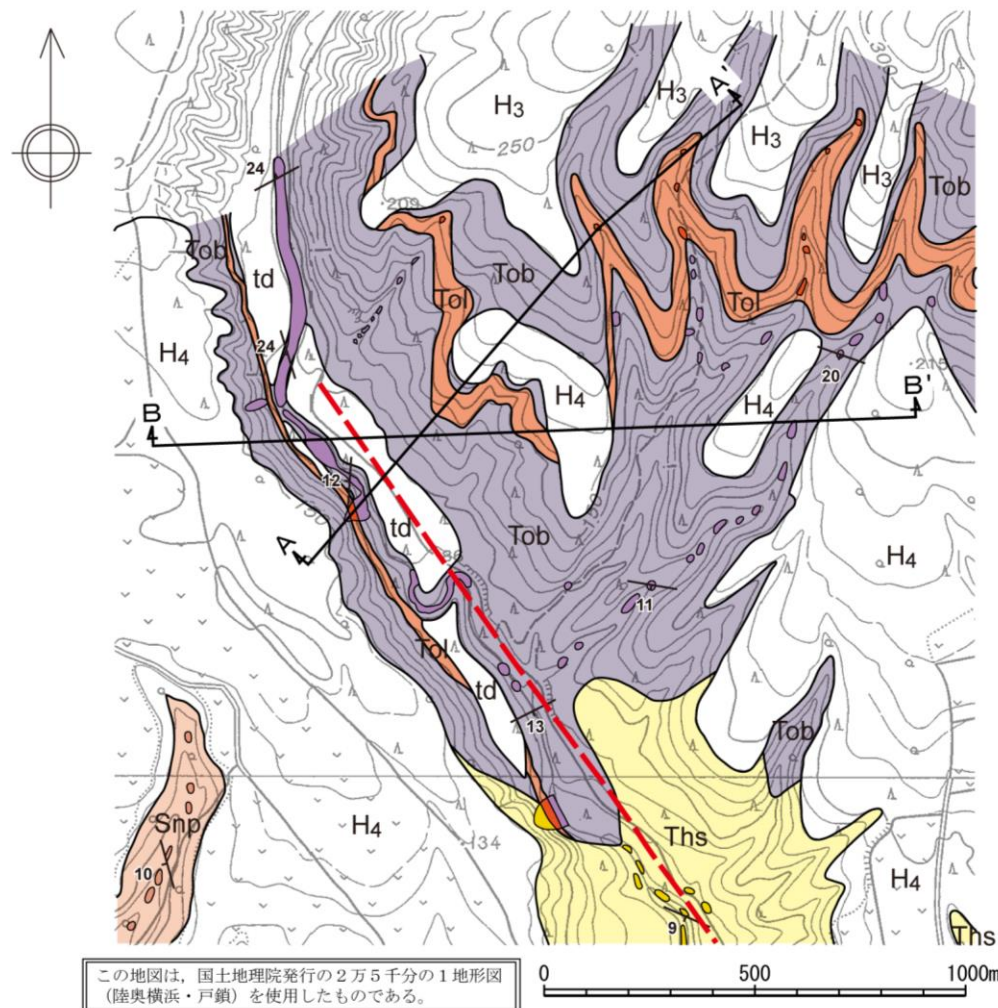 A'
H₃
H₃
300
H₃
250
H₃
24
209
Tob
Tob
Tob
td
Tol
Tol
H₄
24
20
215
H₄
H₄
B
B'
12
150
td
Tob
H₄
A
11
Tol
td
13
Tob
Snp
H₄
134
Ths
H₄
10
9
Ths
この地図は，国土地理院発行の２万５千分の１地形図
（陸奥横浜・戸鎖）を使用したものである。
0 500 1000m